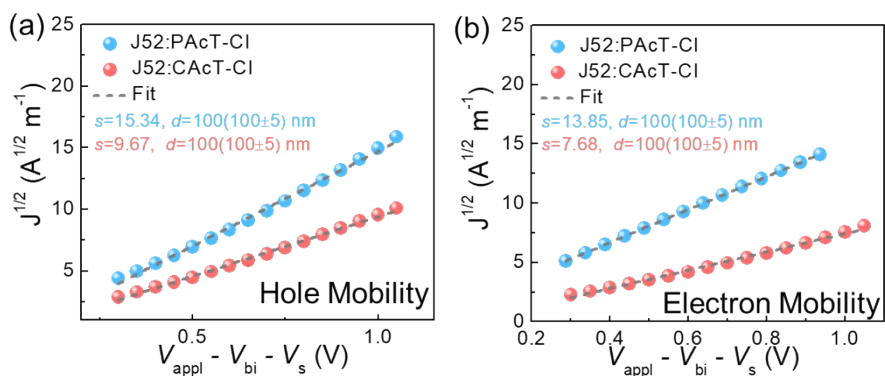 (a)
25
20
15
10
5
J52:PAcT-Cl
J52:CAcT-Cl
Fit
s=15.34, d=100(100±5) nm
s=9.67, d=100(100±5) nm
Hole Mobility
0.5 1.0
J1/2 (A1/2 m-1)
Vappl - Vbi - Vs (V)
(b)
25
20
15
10
5
0
J52:PAcT-Cl
J52:CAcT-Cl
Fit
s=13.85, d=100(100±5) nm
s=7.68, d=100(100±5) nm
Electron Mobility
0.2 0.4 0.6 0.8 1.0
J1/2 (A1/2 m-1)
Vappl - Vbi - Vs (V)